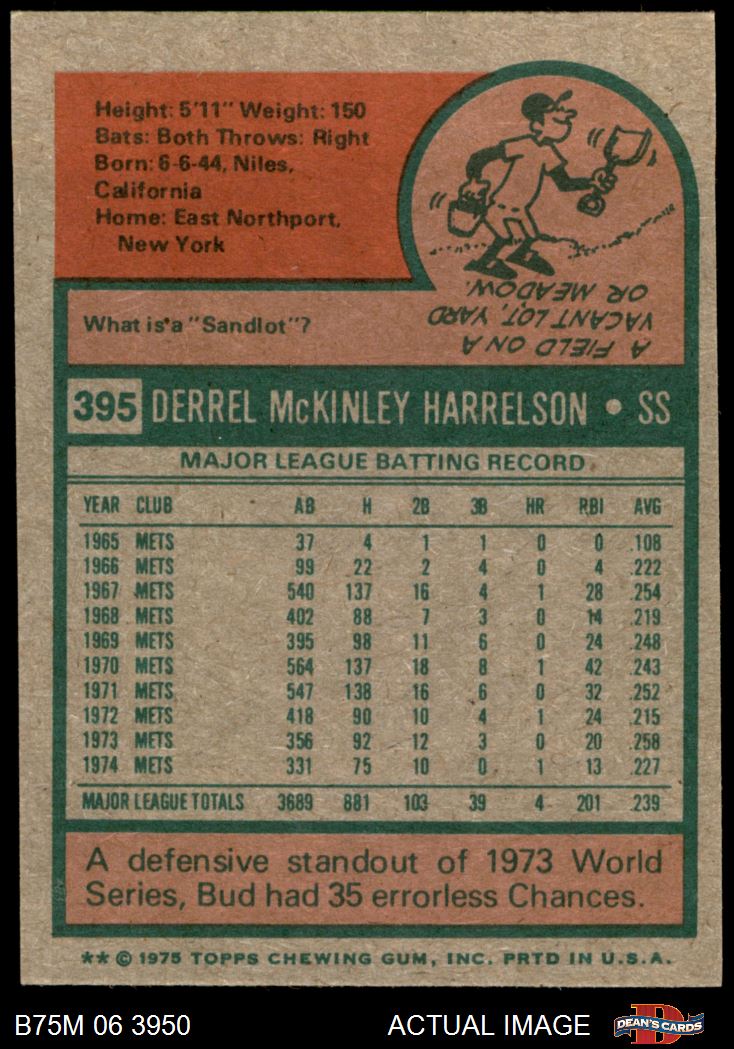 Height: 5'11" Weight: 150
Bats: Both Throws: Right
Born: 6-6-44, Niles,
California
Home: East Northport,
New York
What is a "Sandlot"?
A FIELD ON A
VACANT LOT, YARD
OR MEADOW.
395 DERREL McKINLEY HARRELSON • SS
MAJOR LEAGUE BATTING RECORD
YEAR CLUB AB H 2B 3B HR RBI AVG
1965 METS 37 4 1 1 0 0 .108
1966 METS 99 22 2 4 0 4 .222
1967 METS 540 137 16 4 1 28 .254
1968 METS 402 88 7 3 0 14 .219
1969 METS 395 98 11 6 0 24 .248
1970 METS 564 137 18 8 1 42 .243
1971 METS 547 138 16 6 0 32 .252
1972 METS 418 90 10 4 1 24 .215
1973 METS 356 92 12 3 0 20 .258
1974 METS 331 75 10 0 1 13 .227
MAJOR LEAGUE TOTALS 3689 881 103 39 4 201 .239
A defensive standout of 1973 World
Series, Bud had 35 errorless Chances.
** © 1975 TOPPS CHEWING GUM, INC. PRTD IN U.S.A.
B75M 06 3950 ACTUAL IMAGE DEAN'S CARDS